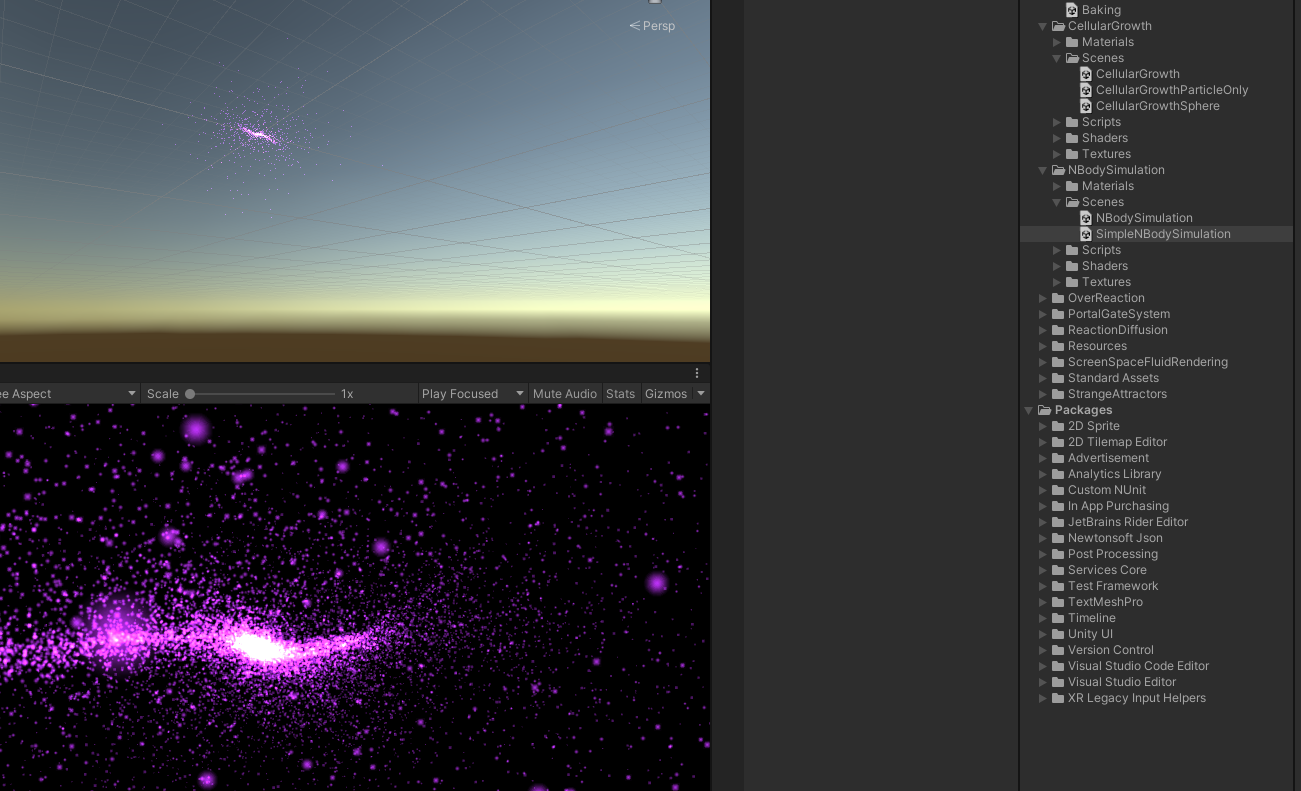 Persp
ee Aspect
Scale 1x Play Focused Mute Audio Stats Gizmos
Baking
CellularGrowth
Materials
Scenes
CellularGrowth
CellularGrowthParticleOnly
CellularGrowthSphere
Scripts
Shaders
Textures
NBodySimulation
Materials
Scenes
NBodySimulation
SimpleNBodySimulation
Scripts
Shaders
Textures
OverReaction
PortalGateSystem
ReactionDiffusion
Resources
ScreenSpaceFluidRendering
Standard Assets
StrangeAttractors
Packages
2D Sprite
2D Tilemap Editor
Advertisement
Analytics Library
Custom NUnit
In App Purchasing
JetBrains Rider Editor
Newtonsoft Json
Post Processing
Services Core
Test Framework
TextMeshPro
Timeline
Unity UI
Version Control
Visual Studio Code Editor
Visual Studio Editor
XR Legacy Input Helpers